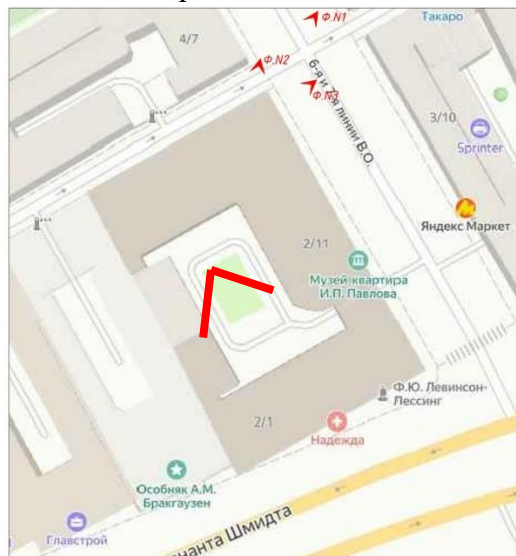 Ф.N1
Такаро
4/7
Ф.N2
6-я и 7-я линии В.О.
Ф.N3
3/10
Sprinter
Яндекс Маркет
2/11
Музей-квартира
И.П. Павлова
Ф.Ю. Левинсон-
Лессинг
2/1
Надежда
Особняк А.М.
Бракгаузен
Главстрой
нанта Шмидта